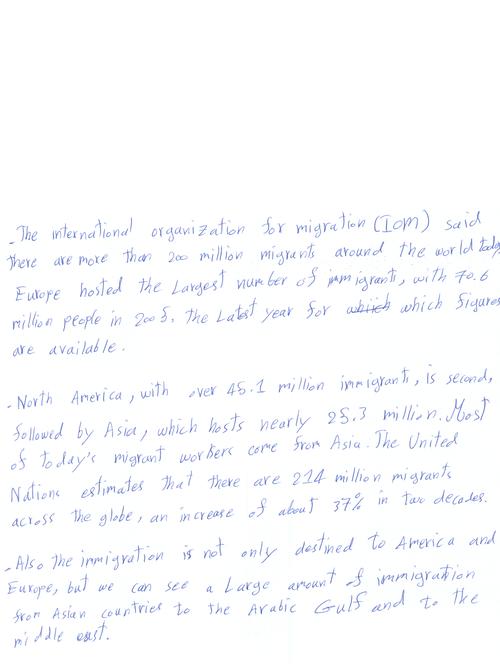 - The international organization for migration (IOM) said
there are more than 200 million migrants around the world today
Europe hosted the Largest number of immigrants, with 70.6
million people in 2005. the Latest year for whiich which figures
are available.
- North America, with over 45.1 million immigrants, is second,
followed by Asia, which hosts nearly 25.3 million. Most
of today's migrant workers come from Asia. The United
Nations estimates that there are 214 million migrants
across the globe, an increase of about 37% in two decades.
- Also the immigration is not only destined to America and
Europe, but we can see a Large amount of immigration
from Asian countries to the Arabic Gulf and to the
middle east.